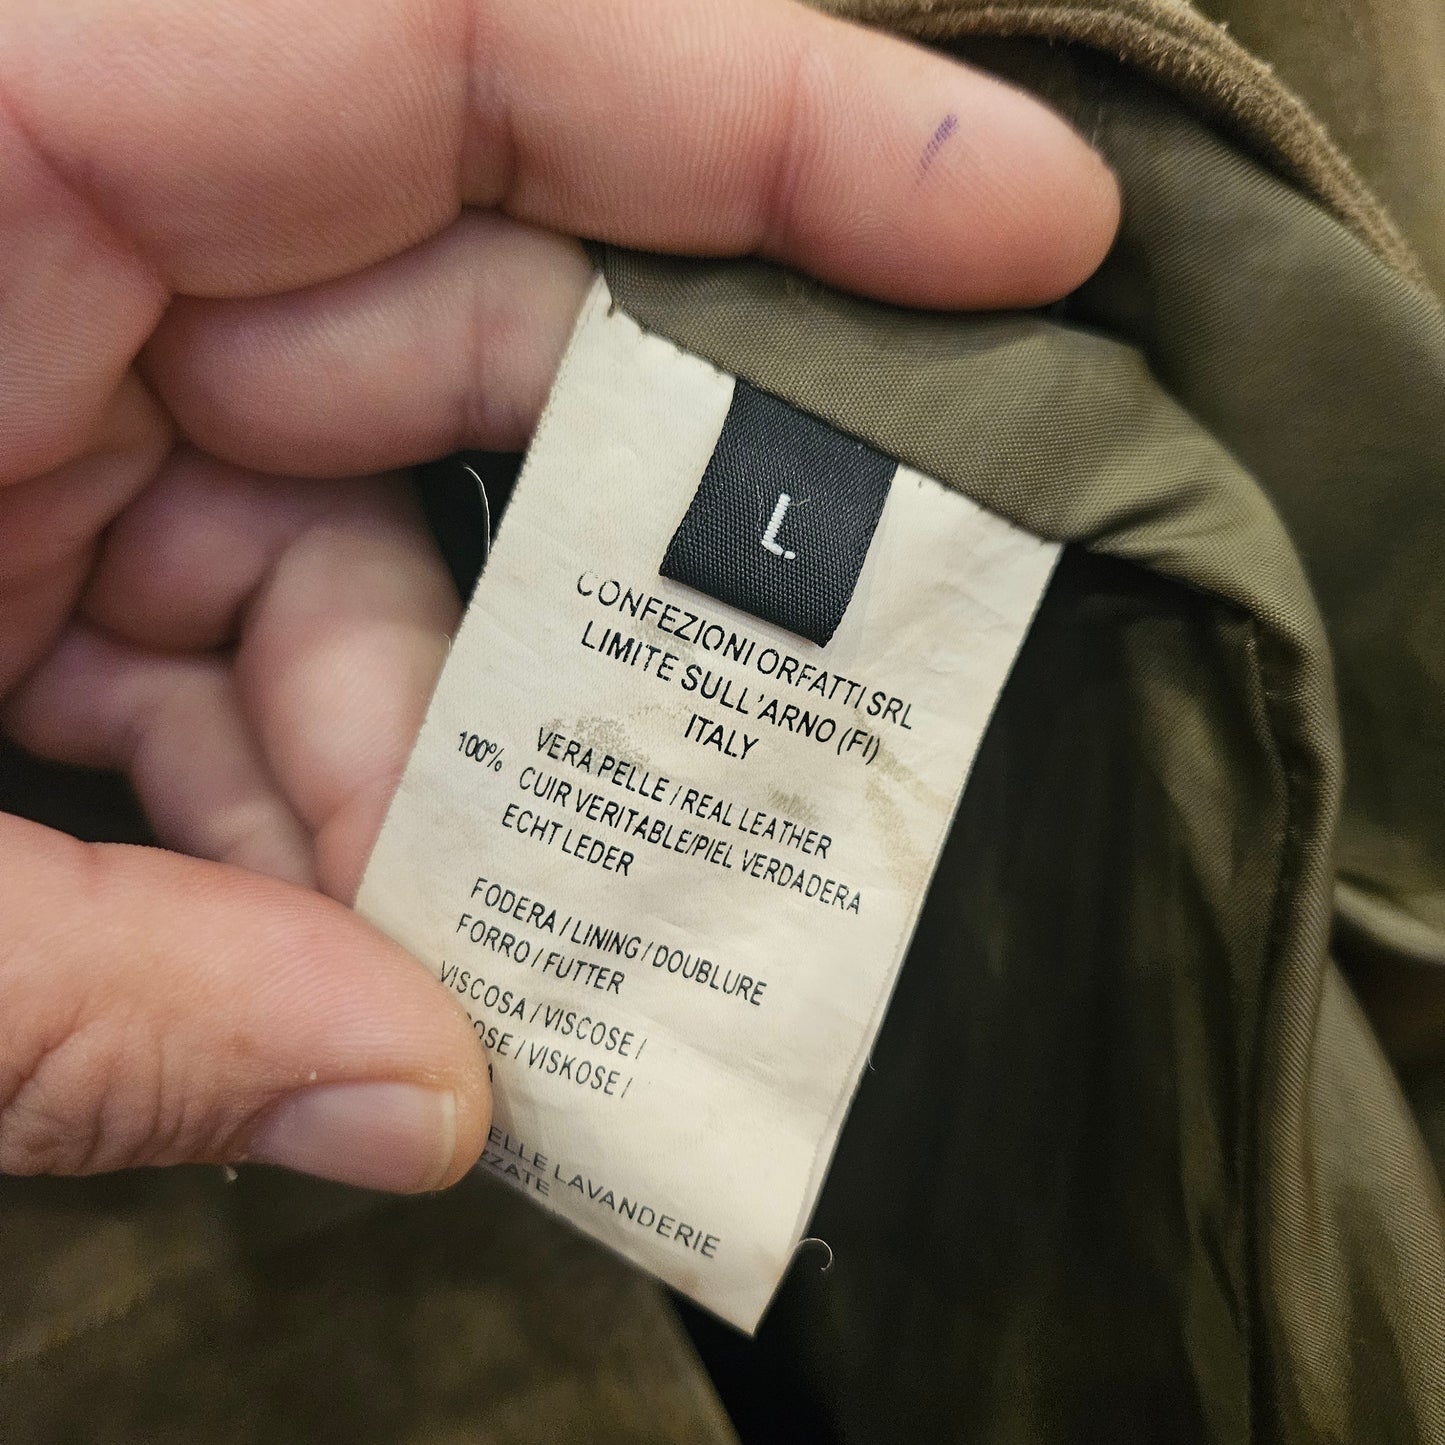 L
CONFEZIONI ORFATTI SRL
LIMITE SULL'ARNO (FI)
ITALY
100% VERA PELLE / REAL LEATHER
CUIR VERITABLE/PIEL VERDADERA
ECHT LEDER
FODERA / LINING / DOUBLURE
FORRO / FUTTER
VISCOSA / VISCOSE /
VISKOSE /
LAVANDERIE